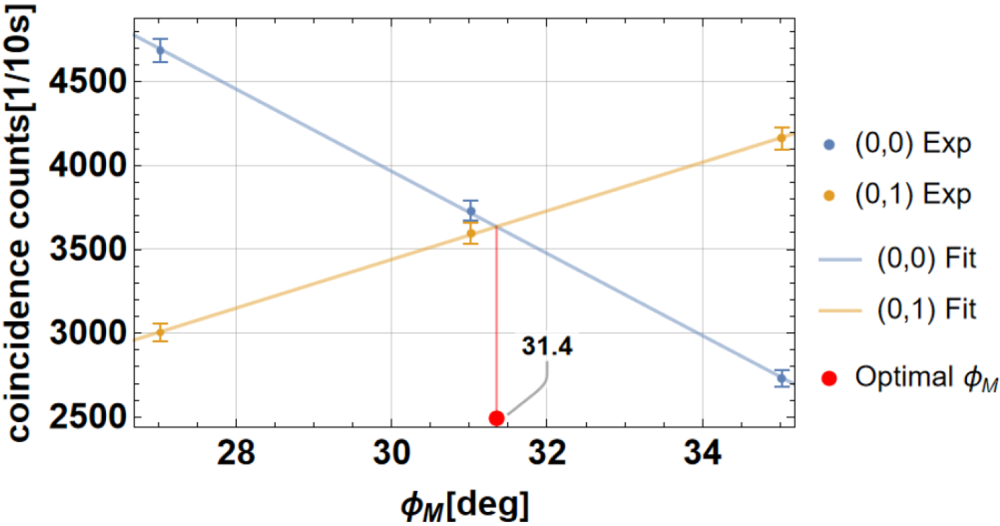 coincidence counts[1/10s]
4500
4000
3500
3000
2500
31.4
28
30
32
34
ϕM[deg]
(0,0) Exp
(0,1) Exp
(0,0) Fit
(0,1) Fit
Optimal ϕM